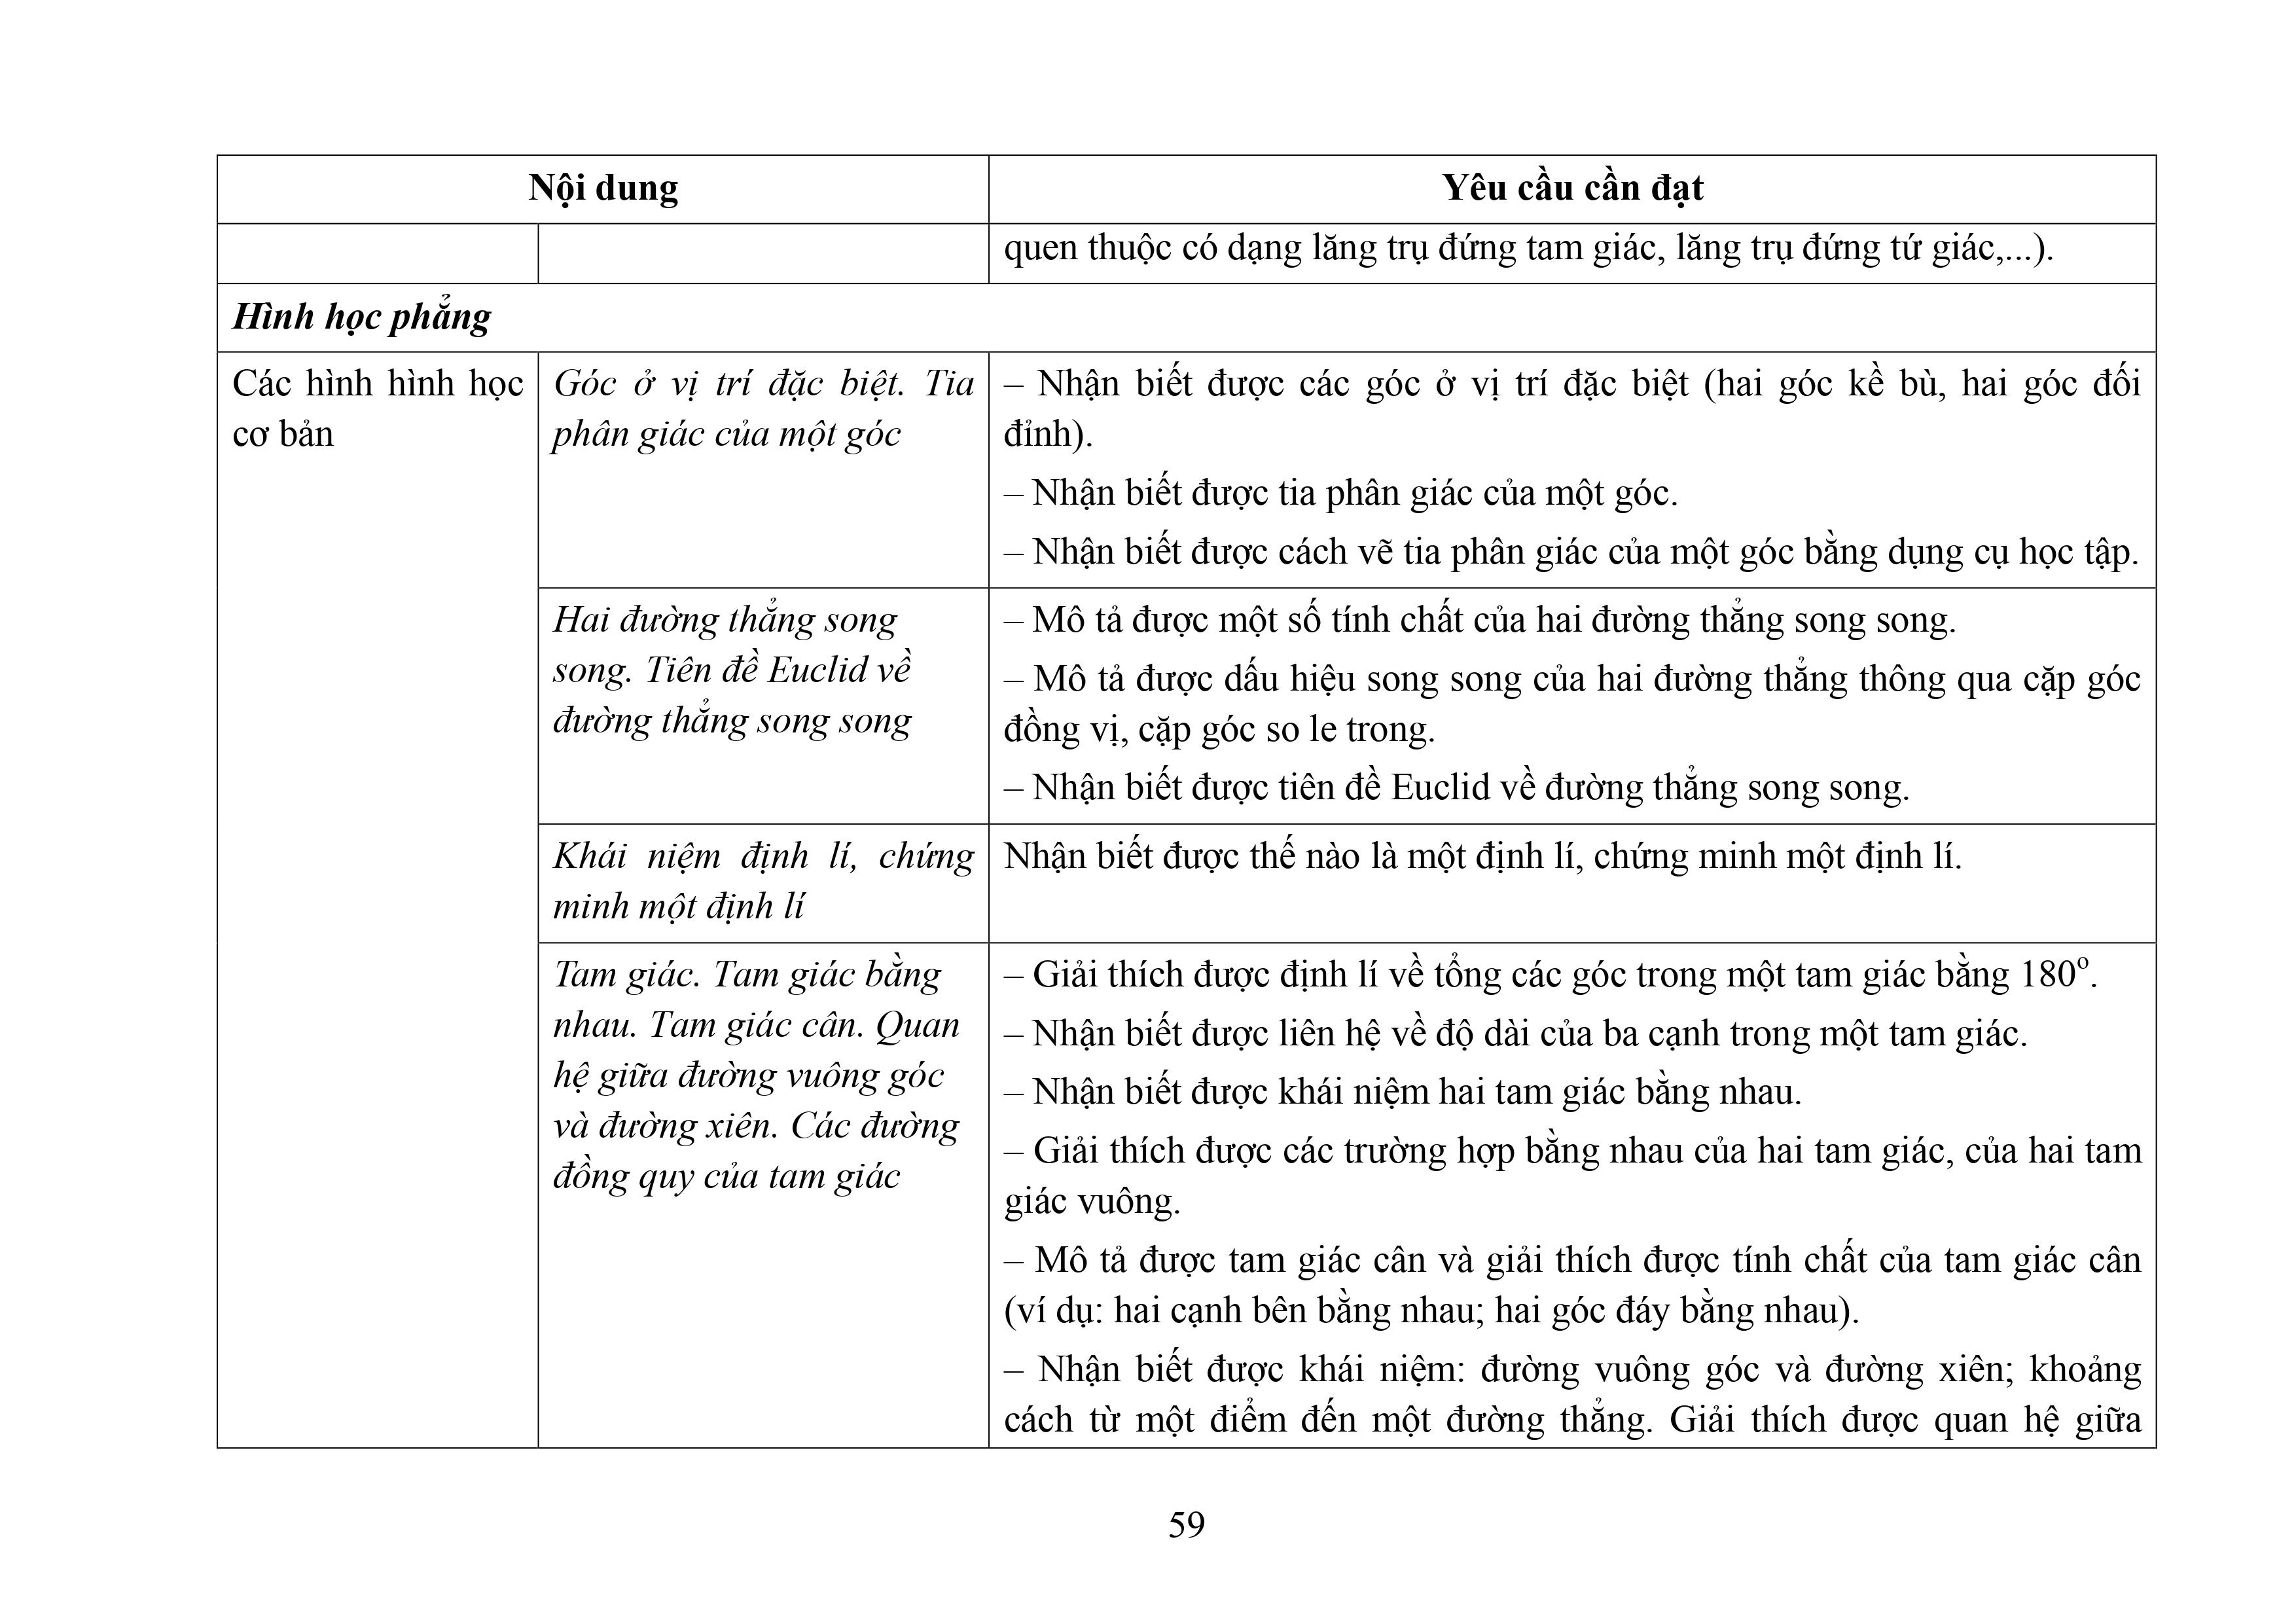 Nội dung
Yêu cầu cần đạt
quen thuộc có dạng lăng trụ đứng tam giác, lăng trụ đứng tứ giác,...).
Hình học phẳng
Các hình hình học
cơ bản
Góc ở vị trí đặc biệt. Tia
phân giác của một góc
– Nhận biết được các góc ở vị trí đặc biệt (hai góc kề bù, hai góc đối
đỉnh).
– Nhận biết được tia phân giác của một góc.
– Nhận biết được cách vẽ tia phân giác của một góc bằng dụng cụ học tập.
Hai đường thẳng song
song. Tiên đề Euclid về
đường thẳng song song
– Mô tả được một số tính chất của hai đường thẳng song song.
– Mô tả được dấu hiệu song song của hai đường thẳng thông qua cặp góc
đồng vị, cặp góc so le trong.
– Nhận biết được tiên đề Euclid về đường thẳng song song.
Khái niệm định lí, chứng
minh một định lí
Nhận biết được thế nào là một định lí, chứng minh một định lí.
Tam giác. Tam giác bằng
nhau. Tam giác cân. Quan
hệ giữa đường vuông góc
và đường xiên. Các đường
đồng quy của tam giác
– Giải thích được định lí về tổng các góc trong một tam giác bằng 180º.
– Nhận biết được liên hệ về độ dài của ba cạnh trong một tam giác.
– Nhận biết được khái niệm hai tam giác bằng nhau.
– Giải thích được các trường hợp bằng nhau của hai tam giác, của hai tam
giác vuông.
– Mô tả được tam giác cân và giải thích được tính chất của tam giác cân
(ví dụ: hai cạnh bên bằng nhau; hai góc đáy bằng nhau).
– Nhận biết được khái niệm: đường vuông góc và đường xiên; khoảng
cách từ một điểm đến một đường thẳng. Giải thích được quan hệ giữa
59